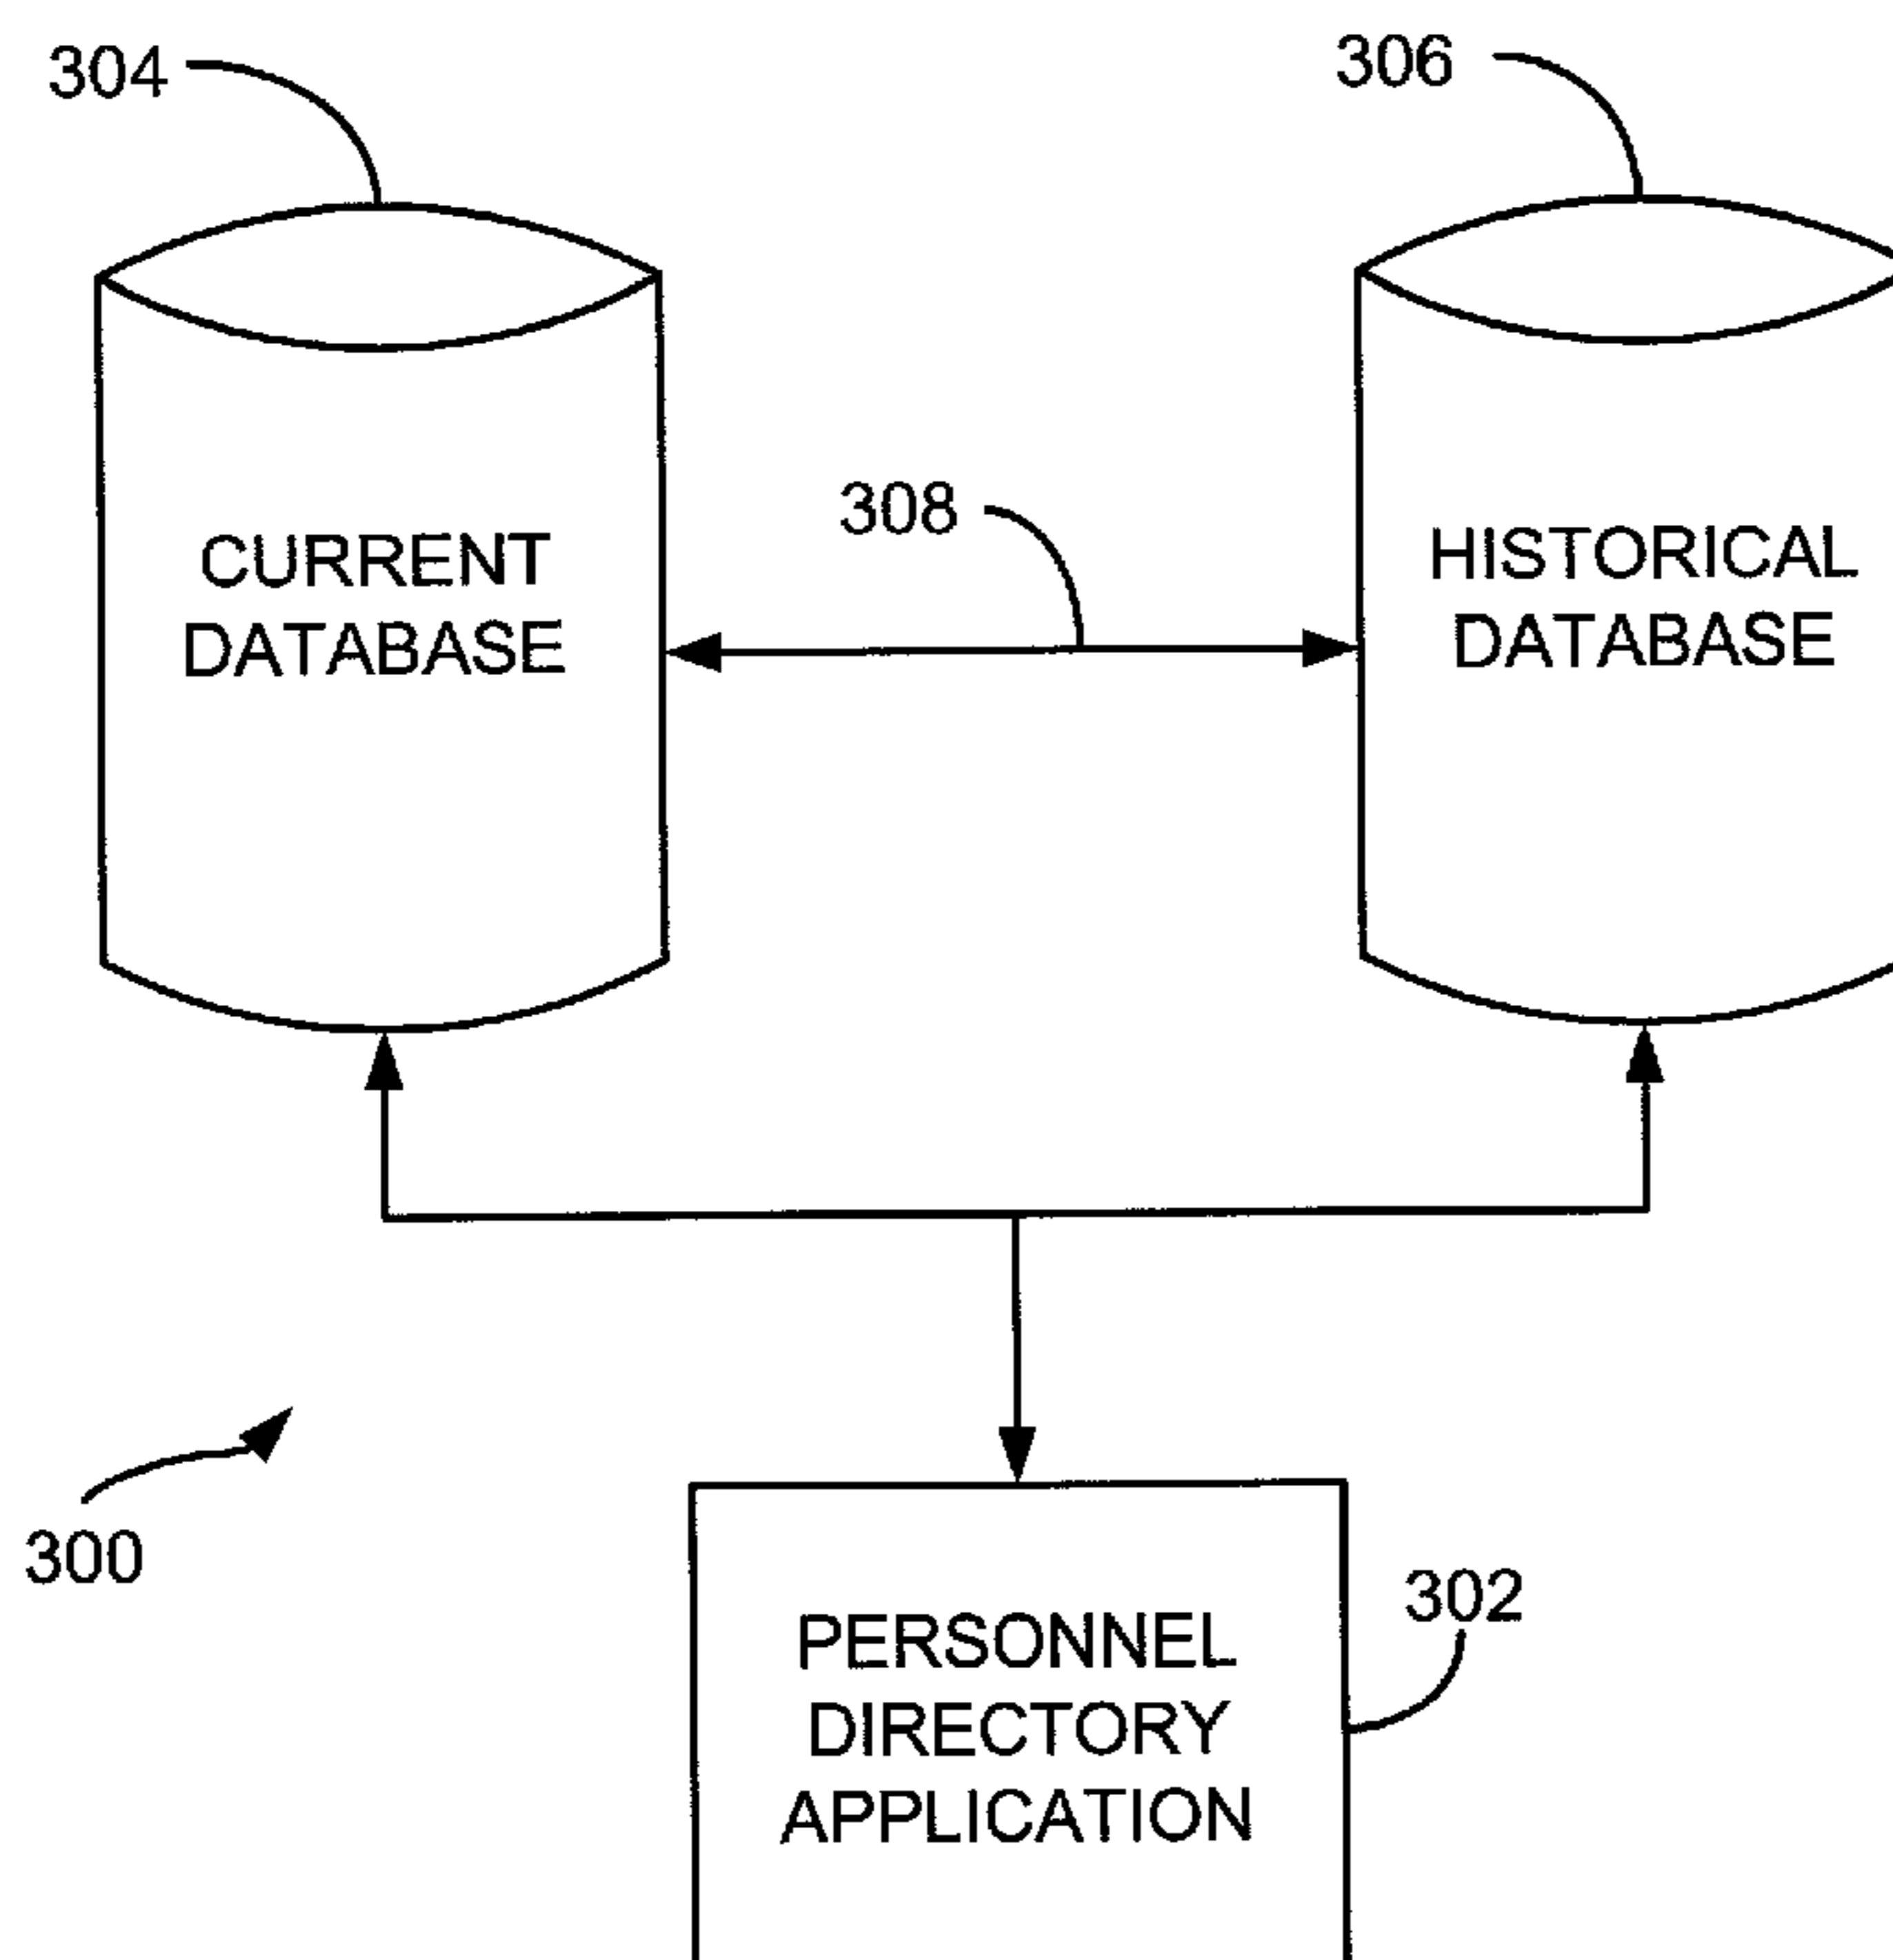 304
306
308
CURRENT
DATABASE
HISTORICAL
DATABASE
300
302
PERSONNEL
DIRECTORY
APPLICATION